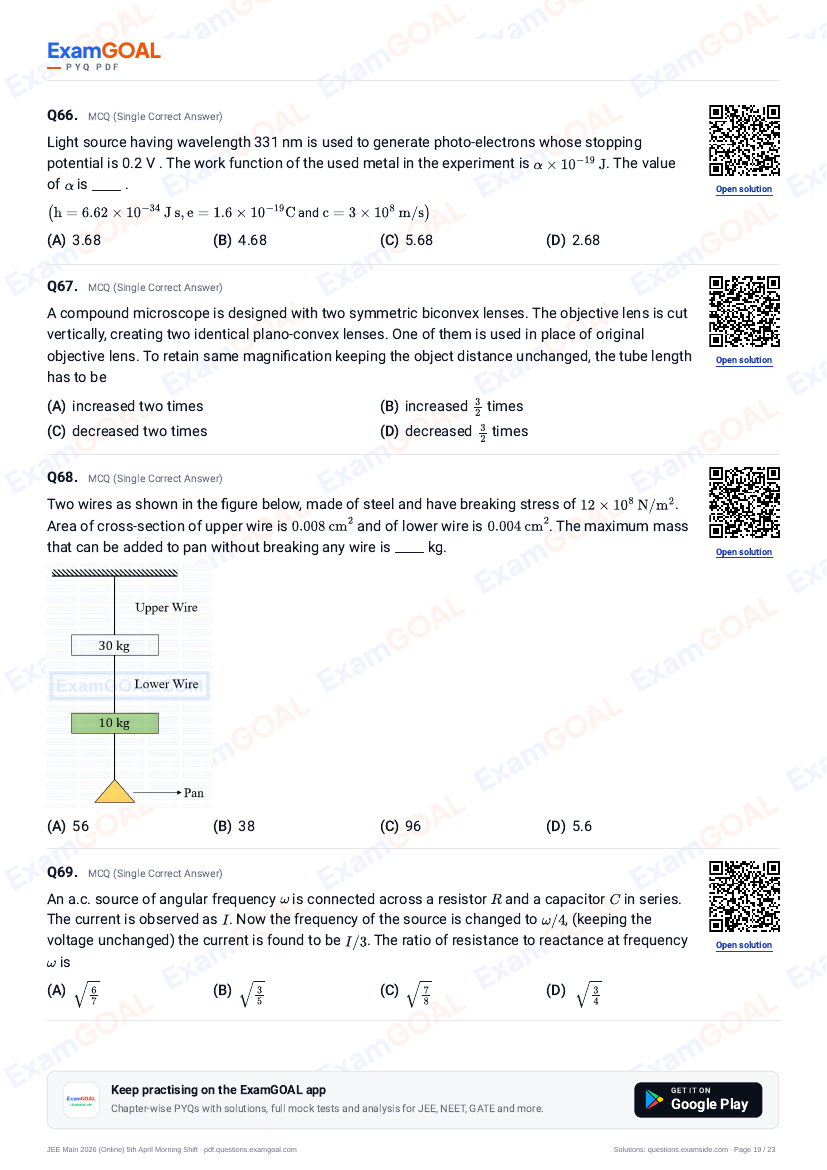 ExamGOAL
PYQ PDF
Q66. MCQ (Single Correct Answer)
Light source having wavelength 331 nm is used to generate photo-electrons whose stopping
potential is 0.2 V . The work function of the used metal in the experiment is α × 10⁻¹⁹ J. The value
of α is ____ .
(h = 6.62 × 10⁻³⁴ J s, e = 1.6 × 10⁻¹⁹C and c = 3 × 10⁸ m/s)
(A) 3.68 (B) 4.68 (C) 5.68 (D) 2.68
Open solution
Q67. MCQ (Single Correct Answer)
A compound microscope is designed with two symmetric biconvex lenses. The objective lens is cut
vertically, creating two identical plano-convex lenses. One of them is used in place of original
objective lens. To retain same magnification keeping the object distance unchanged, the tube length
has to be
(A) increased two times (B) increased 3/2 times
(C) decreased two times (D) decreased 3/2 times
Open solution
Q68. MCQ (Single Correct Answer)
Two wires as shown in the figure below, made of steel and have breaking stress of 12 × 10⁸ N/m².
Area of cross-section of upper wire is 0.008 cm² and of lower wire is 0.004 cm². The maximum mass
that can be added to pan without breaking any wire is ____ kg.
Open solution
Upper Wire
30 kg
Lower Wire
10 kg
Pan
(A) 56 (B) 38 (C) 96 (D) 5.6
Q69. MCQ (Single Correct Answer)
An a.c. source of angular frequency ω is connected across a resistor R and a capacitor C in series.
The current is observed as I. Now the frequency of the source is changed to ω/4, (keeping the
voltage unchanged) the current is found to be I/3. The ratio of resistance to reactance at frequency
ω is
(A) √(6/7) (B) √(3/5) (C) √(7/8) (D) √(3/4)
Open solution
ExamGOAL
Keep practising on the ExamGOAL app
Chapter-wise PYQs with solutions, full mock tests and analysis for JEE, NEET, GATE and more.
GET IT ON
Google Play
JEE Main 2026 (Online) 5th April Morning Shift · pdf.questions.examgoal.com
Solutions: questions.examside.com · Page 19 / 23